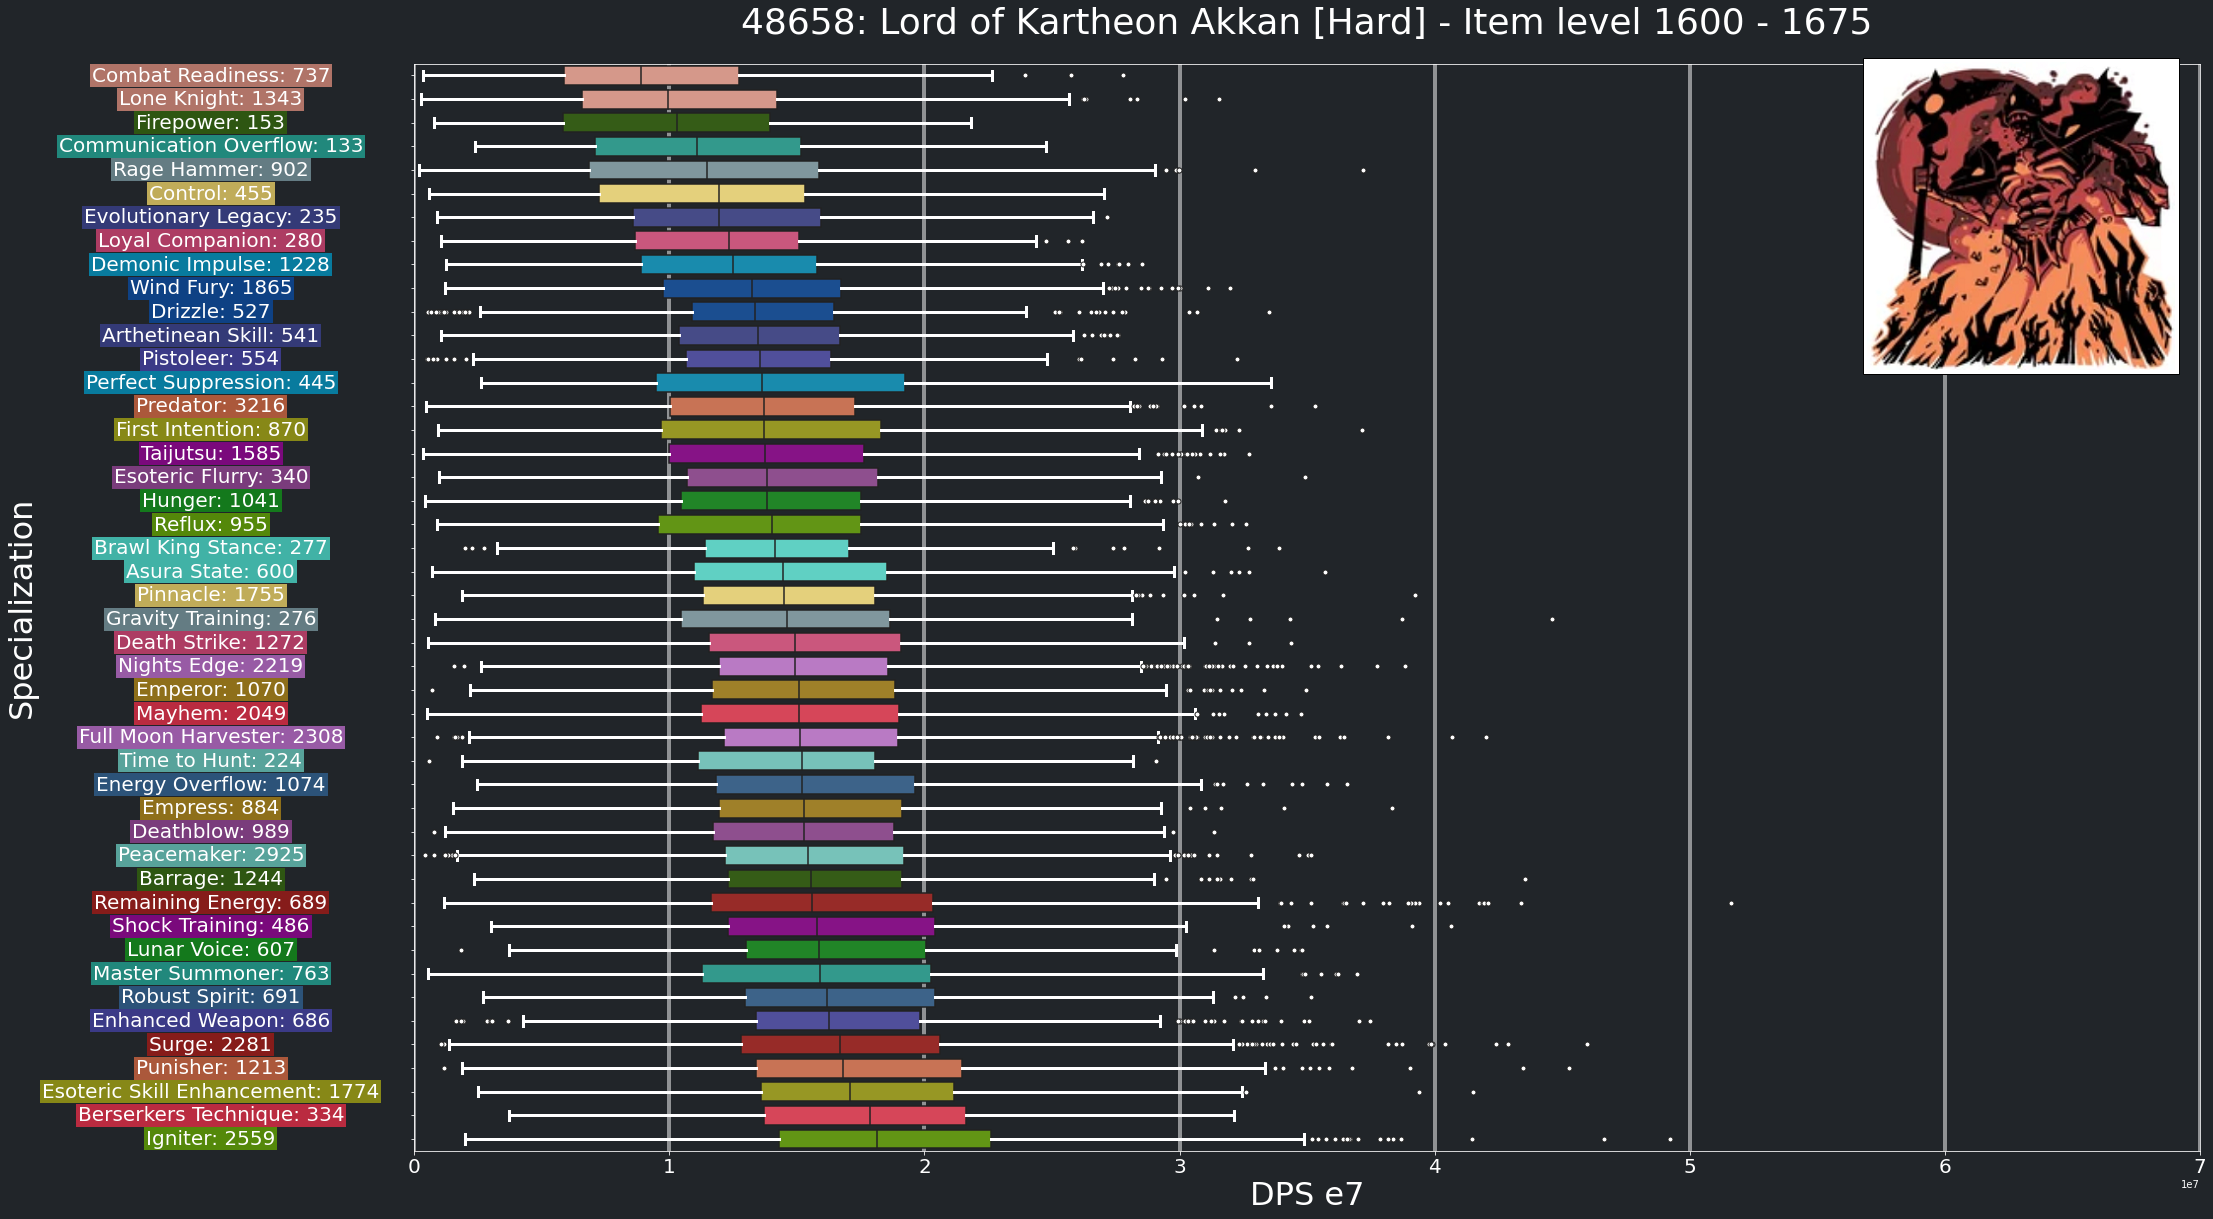 48658: Lord of Kartheon Akkan [Hard] - Item level 1600 - 1675
Combat Readiness: 737
Lone Knight: 1343
Firepower: 153
Communication Overflow: 133
Rage Hammer: 902
Control: 455
Evolutionary Legacy: 235
Loyal Companion: 280
Demonic Impulse: 1228
Wind Fury: 1865
Drizzle: 527
Arthetinean Skill: 541
Pistoleer: 554
Perfect Suppression: 445
Predator: 3216
First Intention: 870
Taijutsu: 1585
Esoteric Flurry: 340
Hunger: 1041
Reflux: 955
Brawl King Stance: 277
Asura State: 600
Pinnacle: 1755
Gravity Training: 276
Death Strike: 1272
Nights Edge: 2219
Emperor: 1070
Mayhem: 2049
Full Moon Harvester: 2308
Time to Hunt: 224
Energy Overflow: 1074
Empress: 884
Deathblow: 989
Peacemaker: 2925
Barrage: 1244
Remaining Energy: 689
Shock Training: 486
Lunar Voice: 607
Master Summoner: 763
Robust Spirit: 691
Enhanced Weapon: 686
Surge: 2281
Punisher: 1213
Esoteric Skill Enhancement: 1774
Berserkers Technique: 334
Igniter: 2559
Specialization
0 1 2 3 4 5 6 7
DPS e7
1e7